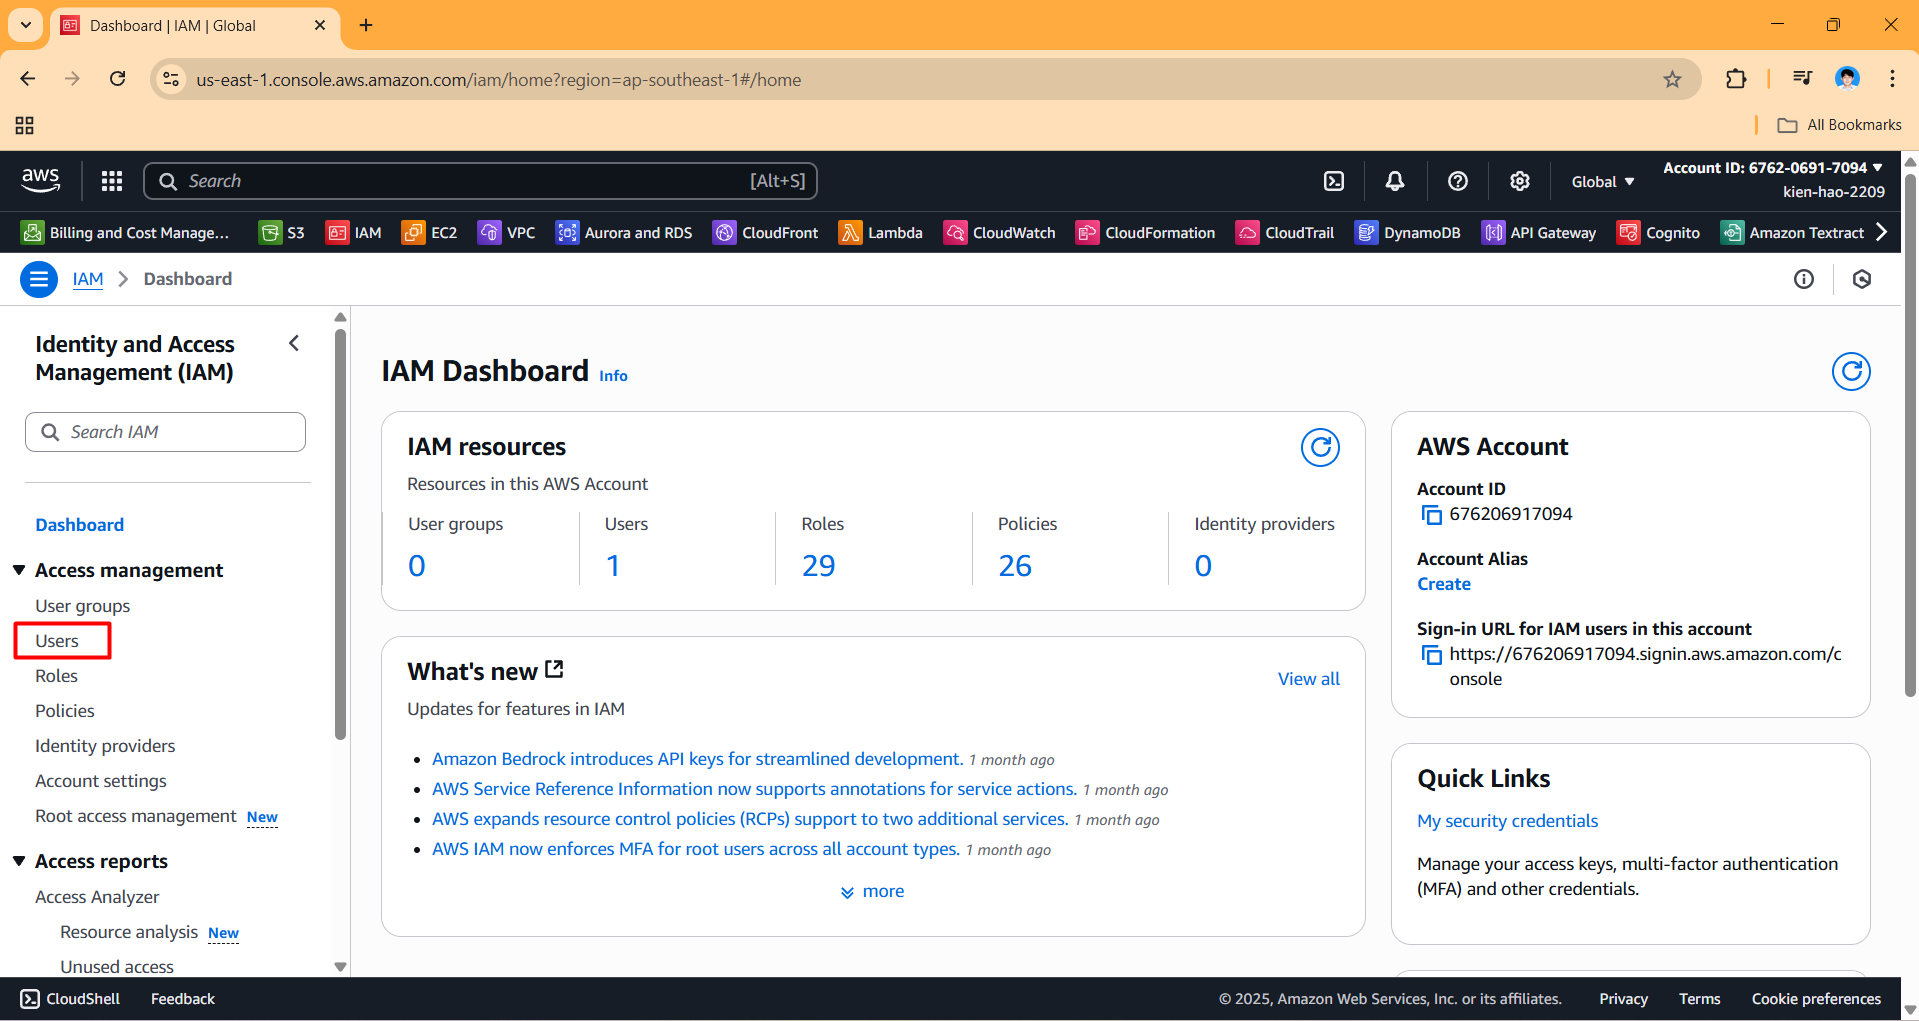 Dashboard | IAM | Global
us-east-1.console.aws.amazon.com/iam/home?region=ap-southeast-1#/home
All Bookmarks
aws
Search
[Alt+S]
Global
Account ID: 6762-0691-7094
kien-hao-2209
Billing and Cost Manage...
S3
IAM
EC2
VPC
Aurora and RDS
CloudFront
Lambda
CloudWatch
CloudFormation
CloudTrail
DynamoDB
API Gateway
Cognito
Amazon Textract
IAM
Dashboard
Identity and Access
Management (IAM)
Search IAM
Dashboard
Access management
User groups
Users
Roles
Policies
Identity providers
Account settings
Root access management New
Access reports
Access Analyzer
Resource analysis New
Unused access
IAM Dashboard Info
IAM resources
Resources in this AWS Account
User groups
0
Users
1
Roles
29
Policies
26
Identity providers
0
What's new
View all
Updates for features in IAM
Amazon Bedrock introduces API keys for streamlined development. 1 month ago
AWS Service Reference Information now supports annotations for service actions. 1 month ago
AWS expands resource control policies (RCPs) support to two additional services. 1 month ago
AWS IAM now enforces MFA for root users across all account types. 1 month ago
more
AWS Account
Account ID
676206917094
Account Alias
Create
Sign-in URL for IAM users in this account
https://676206917094.signin.aws.amazon.com/c
onsole
Quick Links
My security credentials
Manage your access keys, multi-factor authentication
(MFA) and other credentials.
CloudShell
Feedback
© 2025, Amazon Web Services, Inc. or its affiliates.
Privacy
Terms
Cookie preferences